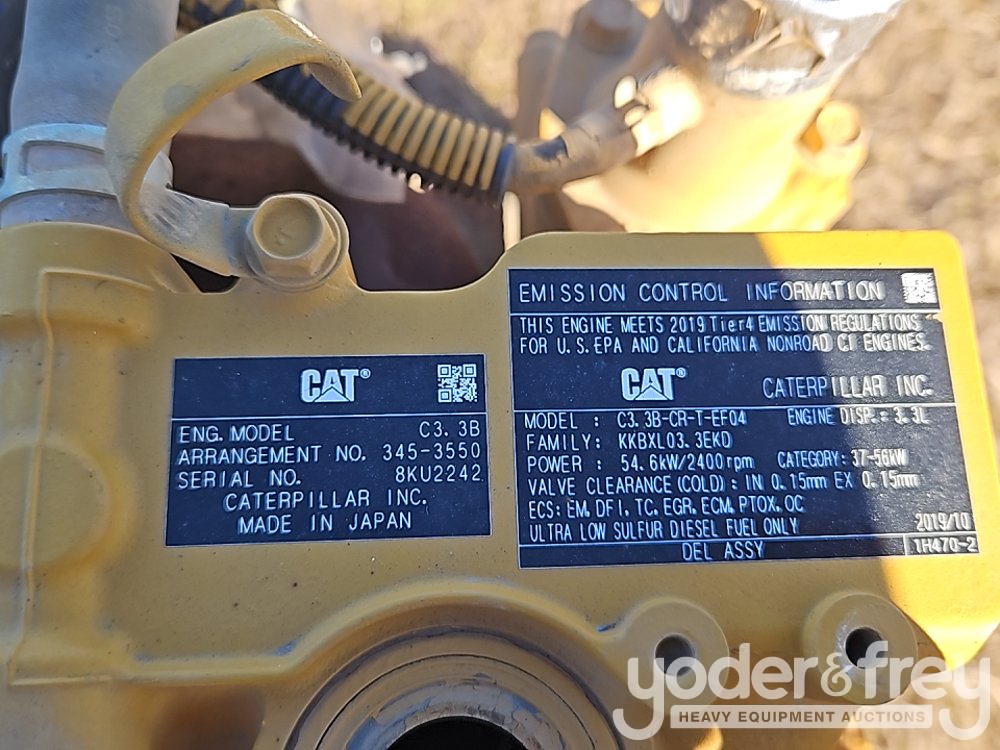 CAT®
ENG. MODEL C3.3B
ARRANGEMENT NO. 345-3550
SERIAL NO. 8KU2242
CATERPILLAR INC.
MADE IN JAPAN
EMISSION CONTROL INFORMATION
THIS ENGINE MEETS 2019 Tier4 EMISSION REGULATIONS
FOR U.S. EPA AND CALIFORNIA NONROAD CI ENGINES.
CAT® CATERPILLAR INC.
MODEL : C3.3B-CR-T-EF04 ENGINE DISP.= 3.3L
FAMILY: KKBXL03.3EKD
POWER : 54.6kW/2400rpm CATEGORY: 37-56kW
VALVE CLEARANCE(COLD): IN 0.15mm EX 0.15mm
ECS: EM, DFI, TC, EGR, ECM, PTOX, OC
ULTRA LOW SULFUR DIESEL FUEL ONLY 2019/10
DEL ASSY 1H470-2
yoder&frey
HEAVY EQUIPMENT AUCTIONS